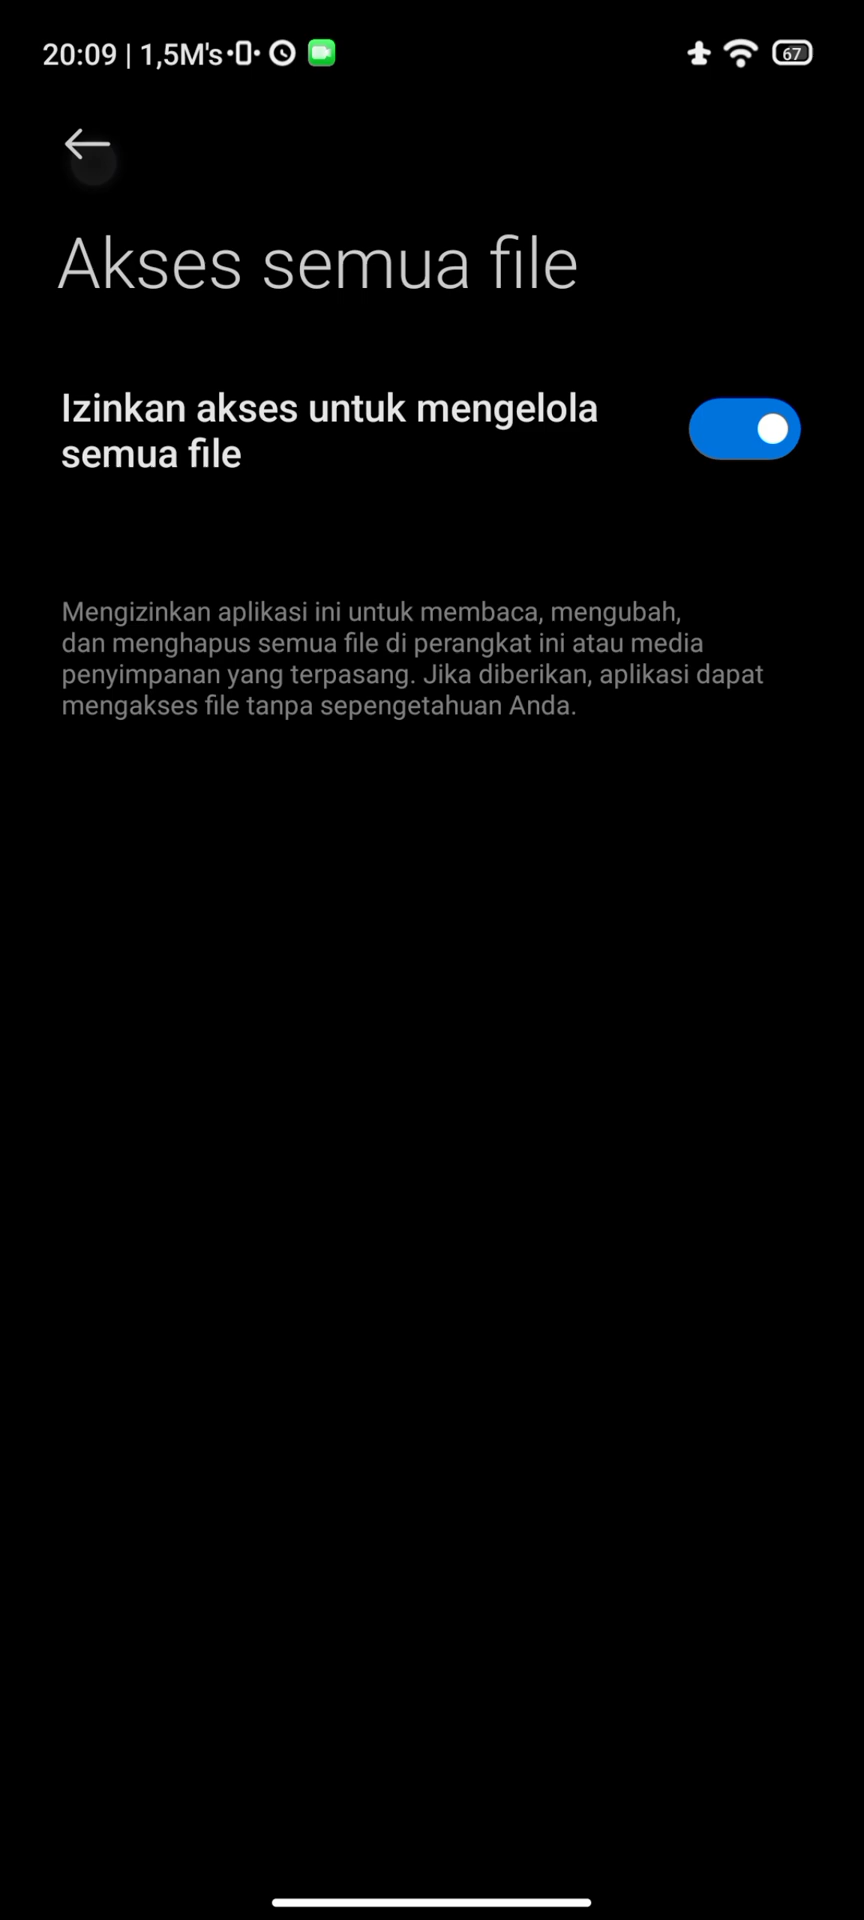 20:09 | 1,5M's 67
Akses semua file
Izinkan akses untuk mengelola
semua file
Mengizinkan aplikasi ini untuk membaca, mengubah,
dan menghapus semua file di perangkat ini atau media
penyimpanan yang terpasang. Jika diberikan, aplikasi dapat
mengakses file tanpa sepengetahuan Anda.